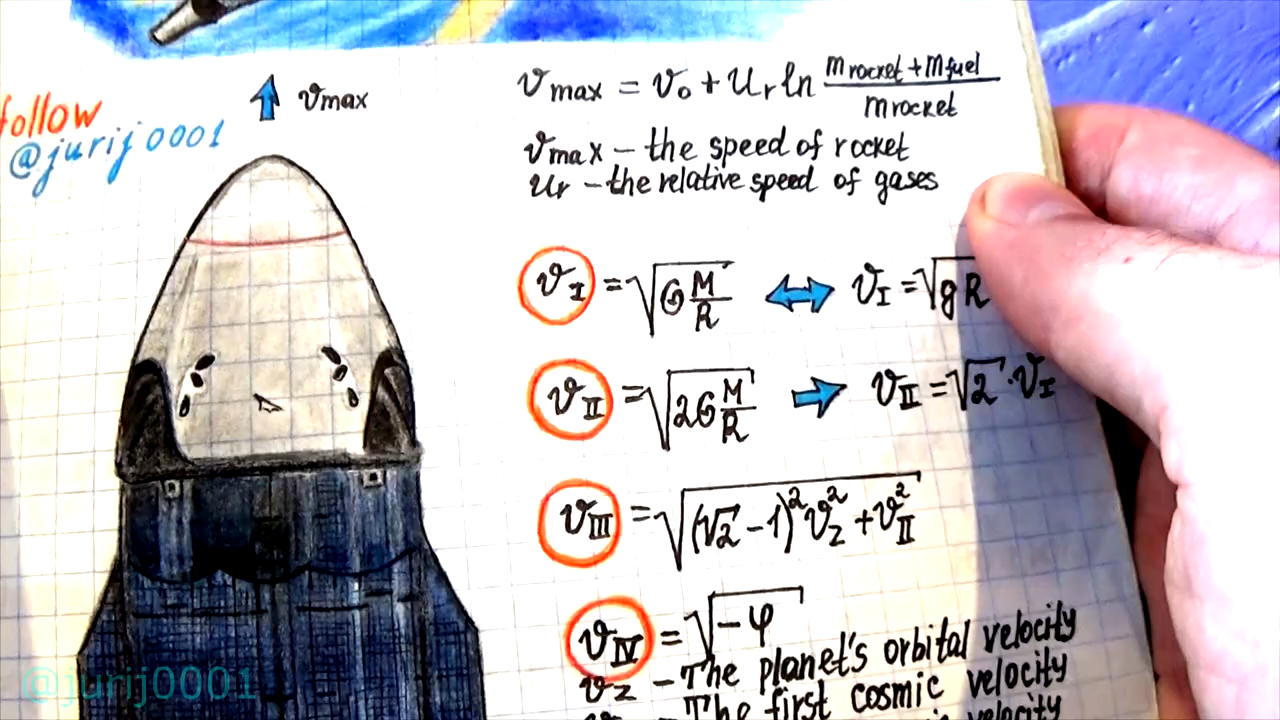 follow
@jurij0001
vmax
vmax = v₀ + Ur ln (mrocket + mfuel)/mrocket
vmax – the speed of rocket
Ur – the relative speed of gases
vI = √(G M/R) ⇔ vI = √(gR)
vII = √(2G M/R) ⇒ vII = √2 · vI
vIII = √((√2 – 1)² vz² + vII²)
vIV = √(–φ)
vz – The planet's orbital velocity
– The first cosmic velocity
velocity
@jurij0001